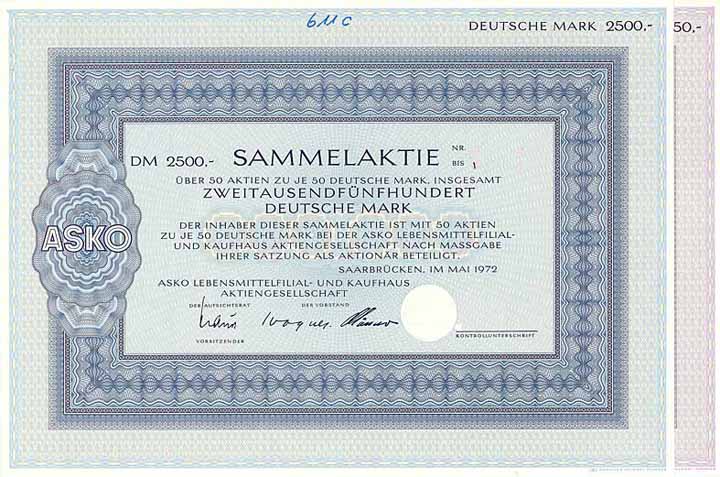 611 c
DEUTSCHE MARK 2500.-
50.-
DM 2500.- SAMMELAKTIE NR.
BIS 1
ÜBER 50 AKTIEN ZU JE 50 DEUTSCHE MARK, INSGESAMT
ZWEITAUSENDFÜNFHUNDERT
DEUTSCHE MARK
DER INHABER DIESER SAMMELAKTIE IST MIT 50 AKTIEN
ZU JE 50 DEUTSCHE MARK BEI DER ASKO LEBENSMITTELFILIAL-
UND KAUFHAUS AKTIENGESELLSCHAFT NACH MASSGABE
IHRER SATZUNG ALS AKTIONÄR BETEILIGT.
SAARBRÜCKEN, IM MAI 1972
ASKO
ASKO LEBENSMITTELFILIAL- UND KAUFHAUS
AKTIENGESELLSCHAFT
DER AUFSICHTSRAT DER VORSTAND
VORSITZENDER
KONTROLLUNTERSCHRIFT